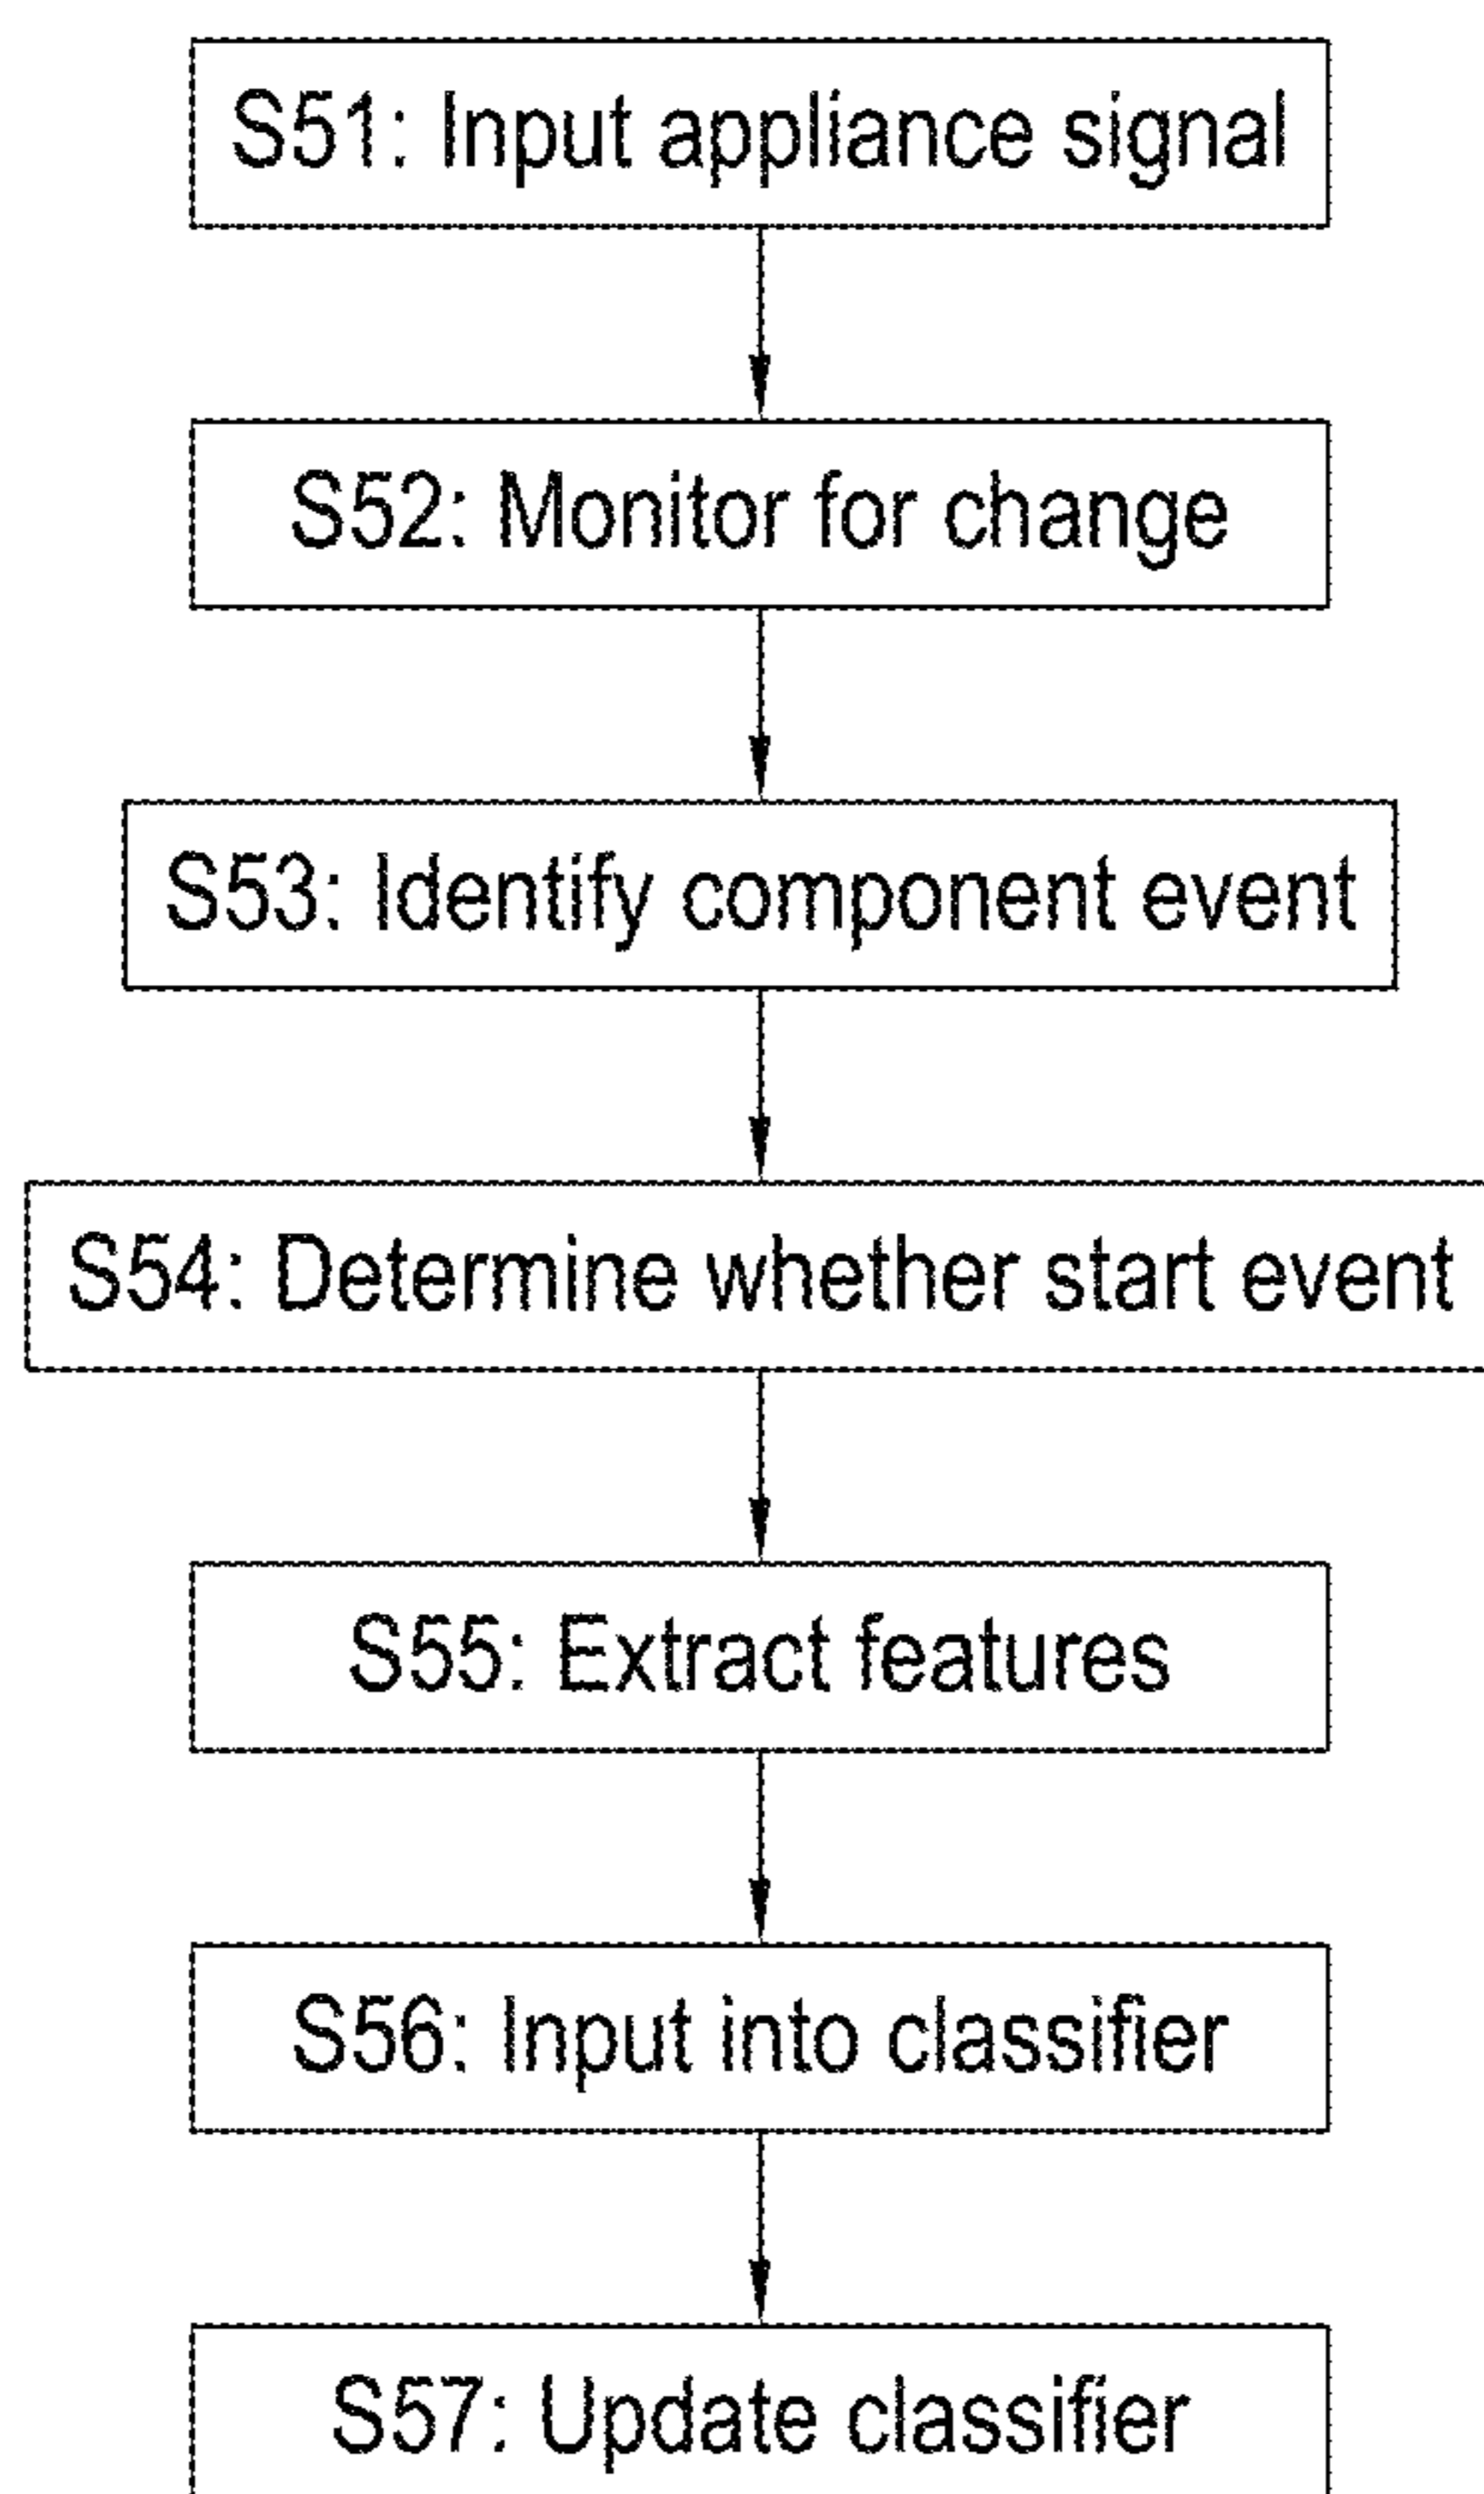 S51: Input appliance signal
S52: Monitor for change
S53: Identify component event
S54: Determine whether start event
S55: Extract features
S56: Input into classifier
S57: Update classifier